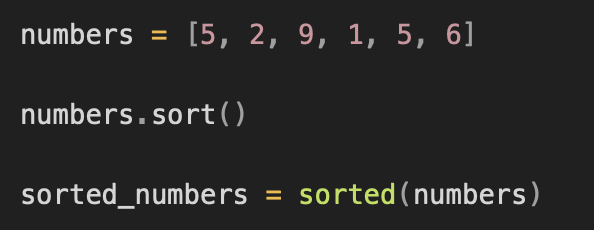 numbers = [5, 2, 9, 1, 5, 6]
numbers.sort()
sorted_numbers = sorted(numbers)